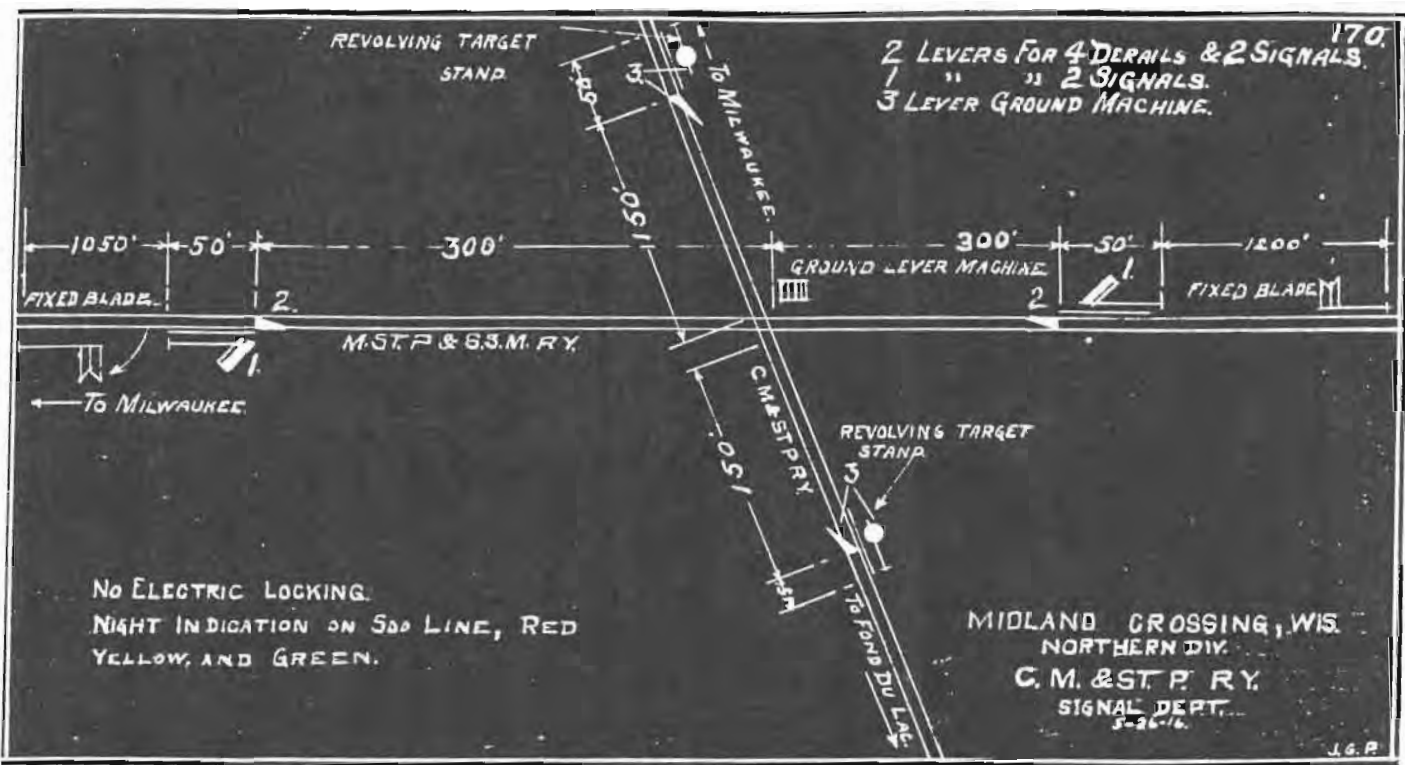 170.
REVOLVING TARGET
STAND.
2 LEVERS FOR 4 DERAILS & 2 SIGNALS.
1 " " 2 SIGNALS.
3 LEVER GROUND MACHINE.
3.
TO MILWAUKEE.
50'
150'
1050'
50'
300'
300'
50'
1200'
GROUND LEVER MACHINE
FIXED BLADE.
2.
2
1.
FIXED BLADE
M. ST. P & S.S.M. RY.
1.
TO MILWAUKEE.
C. M & ST P RY.
150'
REVOLVING TARGET
STAND.
3
TO FOND DU LAC.
NO ELECTRIC LOCKING.
NIGHT INDICATION ON SOO LINE, RED
YELLOW, AND GREEN.
MIDLAND CROSSING, WIS.
NORTHERN DIV.
C. M. & ST. P. RY.
SIGNAL DEPT.
5-26-16.
J.G.P.